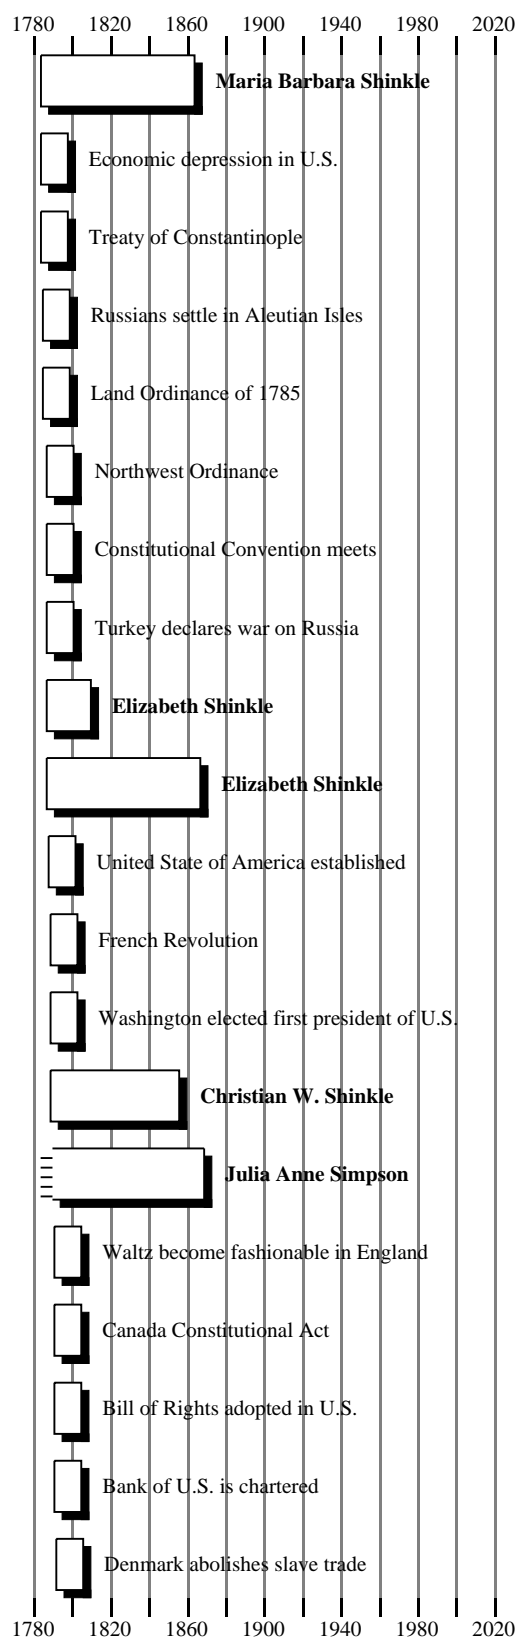 1780 1820 1860 1900 1940 1980 2020
Maria Barbara Shinkle
Economic depression in U.S.
Treaty of Constantinople
Russians settle in Aleutian Isles
Land Ordinance of 1785
Northwest Ordinance
Constitutional Convention meets
Turkey declares war on Russia
Elizabeth Shinkle
Elizabeth Shinkle
United State of America established
French Revolution
Washington elected first president of U.S.
Christian W. Shinkle
Julia Anne Simpson
Waltz become fashionable in England
Canada Constitutional Act
Bill of Rights adopted in U.S.
Bank of U.S. is chartered
Denmark abolishes slave trade
1780 1820 1860 1900 1940 1980 2020